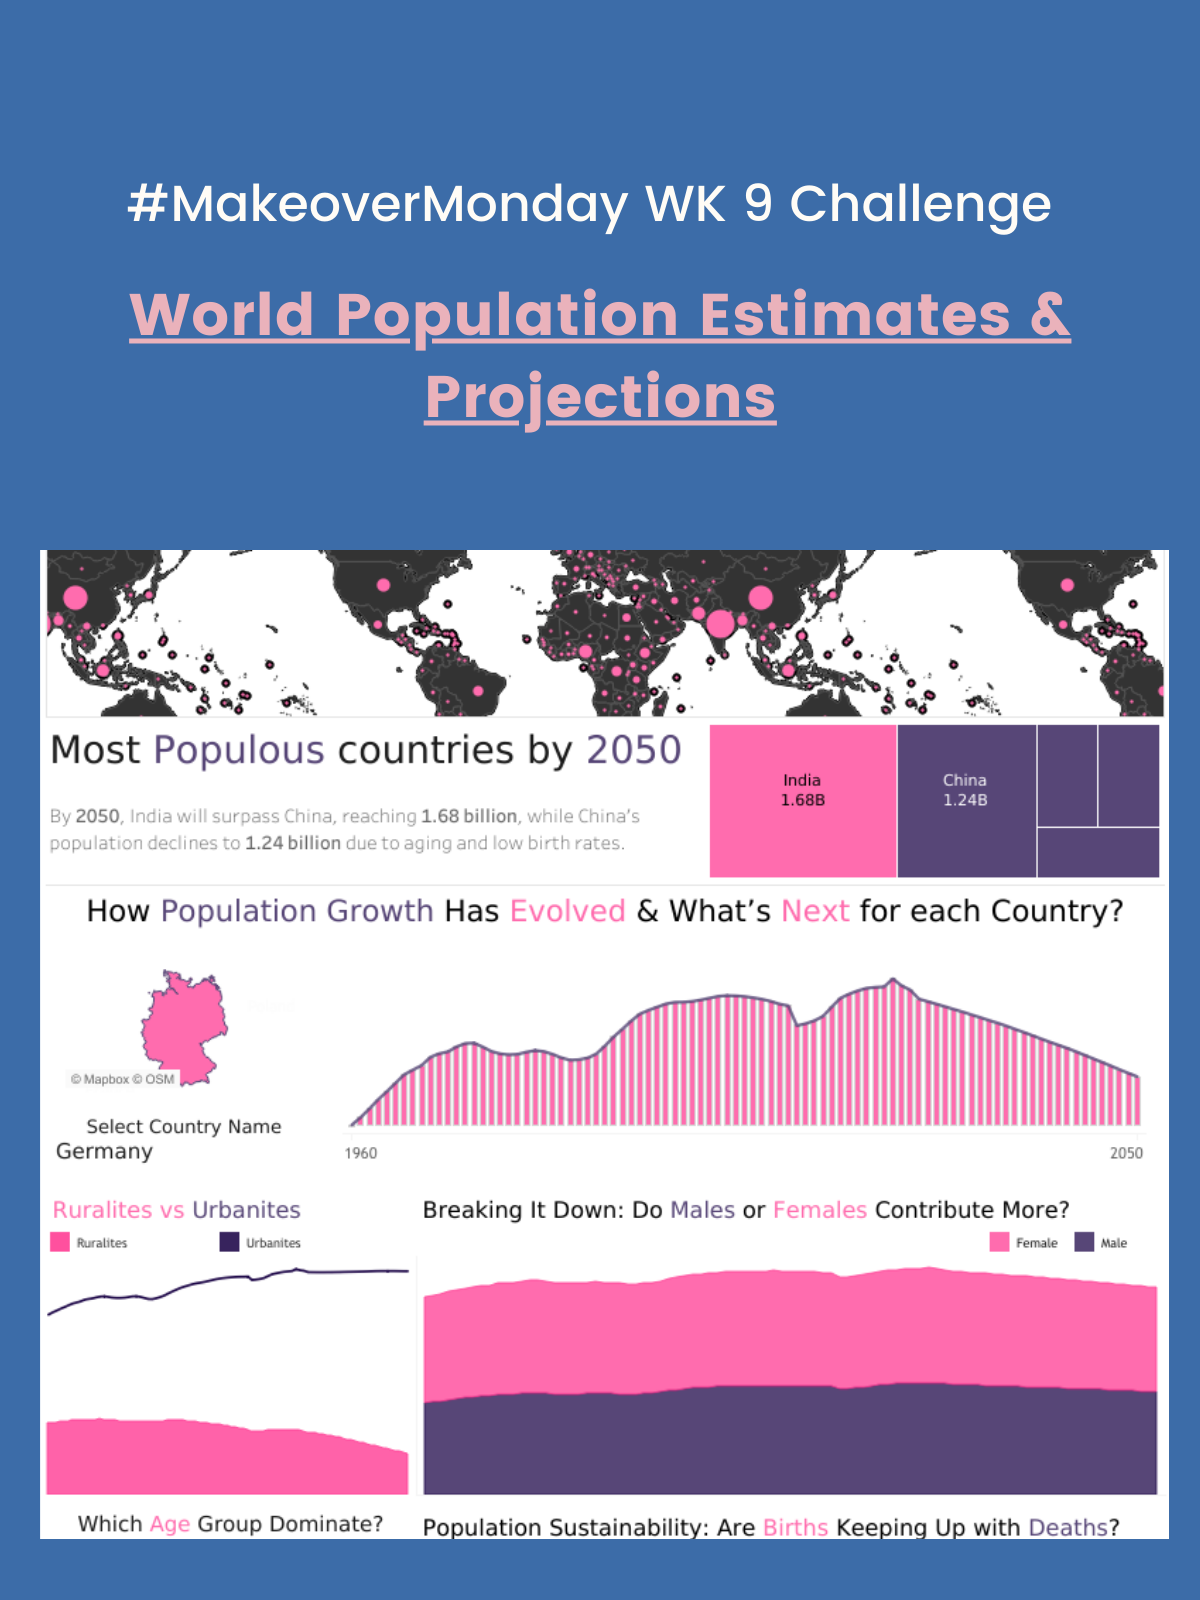 #MakeoverMonday WK 9 Challenge
World Population Estimates &
Projections
Most Populous countries by 2050
By 2050, India will surpass China, reaching 1.68 billion, while China's
population declines to 1.24 billion due to aging and low birth rates.
India
1.68B
China
1.24B
How Population Growth Has Evolved & What's Next for each Country?
© Mapbox © OSM
Select Country Name
Germany
1960
2050
Ruralites vs Urbanites
Ruralites
Urbanites
Breaking It Down: Do Males or Females Contribute More?
Female
Male
Which Age Group Dominate?
Population Sustainability: Are Births Keeping Up with Deaths?